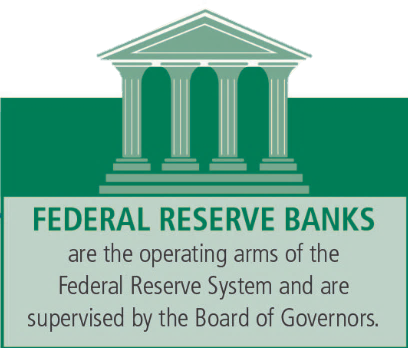 FEDERAL RESERVE BANKS
are the operating arms of the
Federal Reserve System and are
supervised by the Board of Governors.